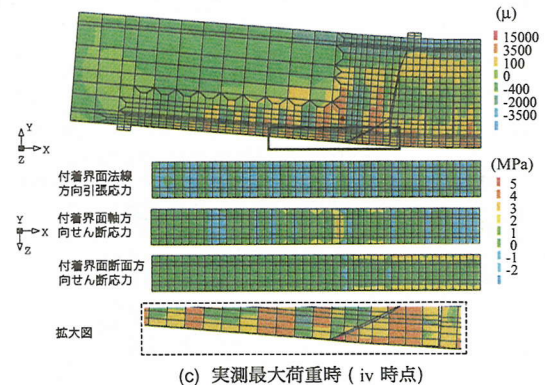 (μ)
15000
3500
100
0
-400
-2000
-3500
Y
Z
X
(MPa)
付着界面法線
方向引張応力
付着界面軸方
向せん断応力
付着界面断面方
向せん断応力
Y
X
Z
5
4
3
2
1
0
-1
-2
拡大図
(c) 実測最大荷重時 ( iv 時点)